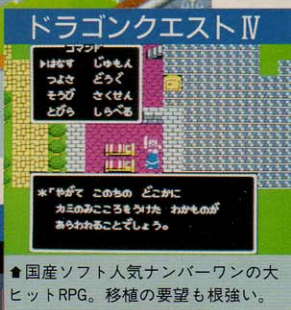 ドラゴンクエストⅣ
コマンド
▶はなす じゅもん
つよさ どうぐ
そうび さくせん
とびら しらべる
*「やがて このちの どこかに
カミのみこころをうけた わかものが
あらわれることでしょう。
⬆国産ソフト人気ナンバーワンの大
ヒットRPG。移植の要望も根強い。